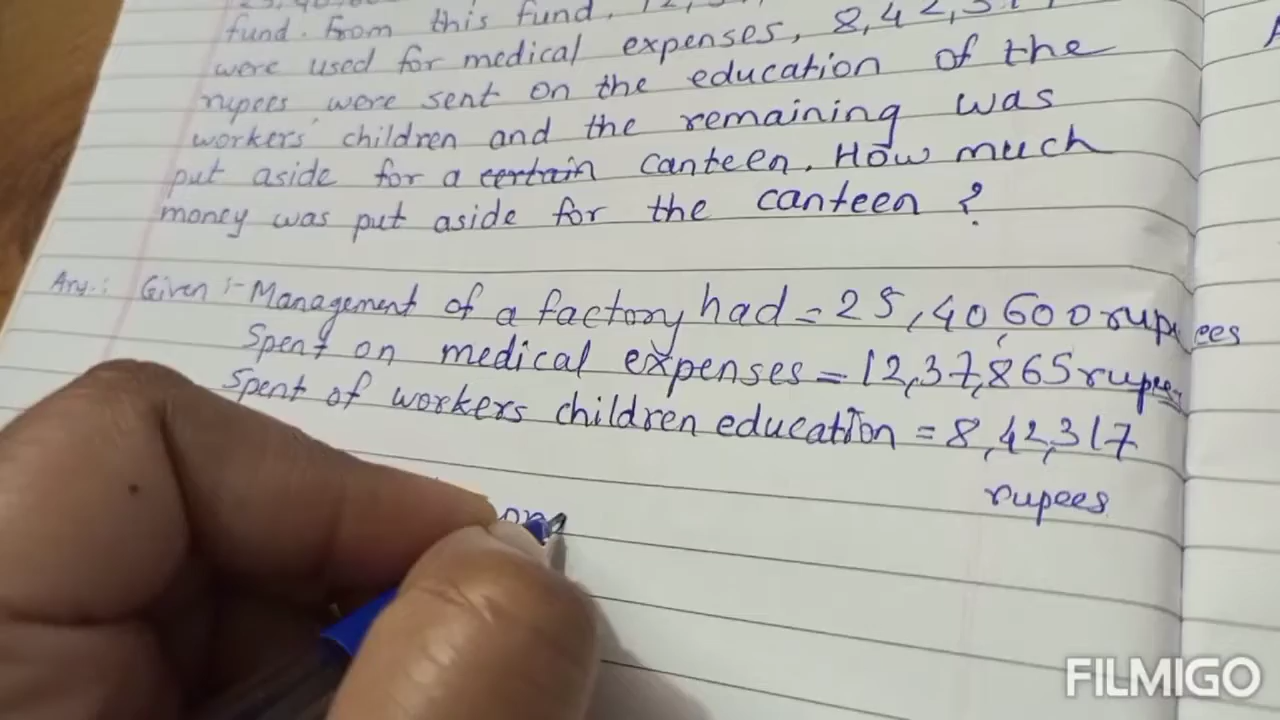 fund. From this fund,
were used for medical expenses, 8,42,317
rupees were sent on the education of the
workers' children and the remaining was
put aside for a certain canteen. How much
money was put aside for the canteen ?
Ans.: Given :- Management of a factory had = 25,40,600 rupees
Spent on medical expenses = 12,37,865 rupees
Spent of workers children education = 8,42,317
rupees
on
FILMIGO